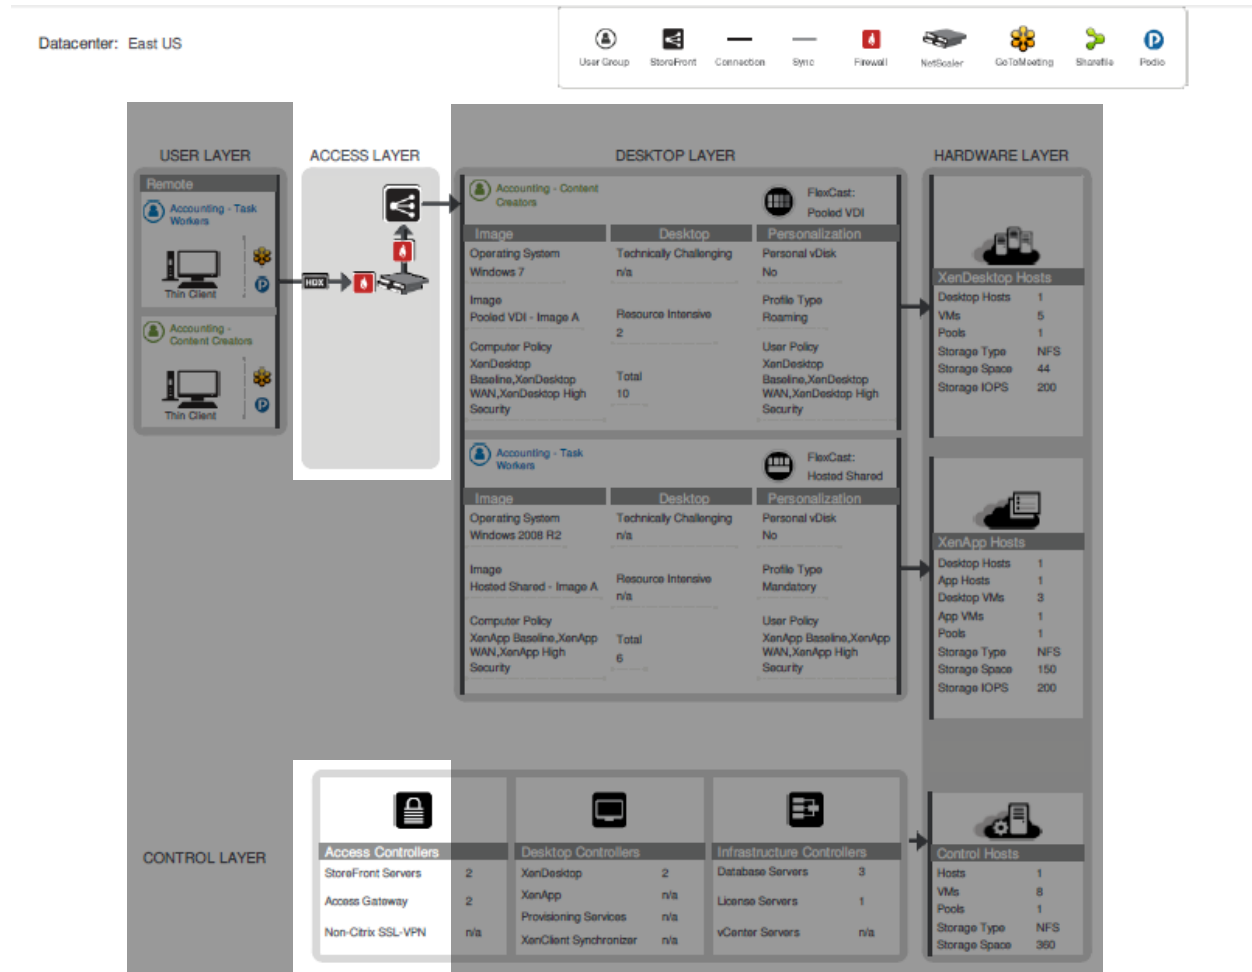 Datacenter: East US
User Group
StoreFront
Connection
Sync
Firewall
NetScaler
GoToMeeting
Sharefile
Podio
USER LAYER
Remote
Accounting - Task
Workers
Thin Client
Accounting -
Content Creators
Thin Client
ACCESS LAYER
HDX
DESKTOP LAYER
Accounting - Content
Creators
FlexCast:
Pooled VDI
Image
Operating System
Windows 7
Image
Pooled VDI - Image A
Computer Policy
XenDesktop
Baseline,XenDesktop
WAN,XenDesktop High
Security
Desktop
Technically Challenging
n/a
Resource Intensive
2
Total
10
Personalization
Personal vDisk
No
Profile Type
Roaming
User Policy
XenDesktop
Baseline,XenDesktop
WAN,XenDesktop High
Security
Accounting - Task
Workers
FlexCast:
Hosted Shared
Image
Operating System
Windows 2008 R2
Image
Hosted Shared - Image A
Computer Policy
XenApp Baseline,XenApp
WAN,XenApp High
Security
Desktop
Technically Challenging
n/a
Resource Intensive
n/a
Total
6
Personalization
Personal vDisk
No
Profile Type
Mandatory
User Policy
XenApp Baseline,XenApp
WAN,XenApp High
Security
HARDWARE LAYER
XenDesktop Hosts
Desktop Hosts 1
VMs 5
Pools 1
Storage Type NFS
Storage Space 44
Storage IOPS 200
XenApp Hosts
Desktop Hosts 1
App Hosts 1
Desktop VMs 3
App VMs 1
Pools 1
Storage Type NFS
Storage Space 150
Storage IOPS 200
CONTROL LAYER
Access Controllers
StoreFront Servers 2
Access Gateway 2
Non-Citrix SSL-VPN n/a
Desktop Controllers
XenDesktop 2
XenApp n/a
Provisioning Services n/a
XenClient Synchronizer n/a
Infrastructure Controllers
Database Servers 3
License Servers 1
vCenter Servers n/a
Control Hosts
Hosts 1
VMs 8
Pools 1
Storage Type NFS
Storage Space 360